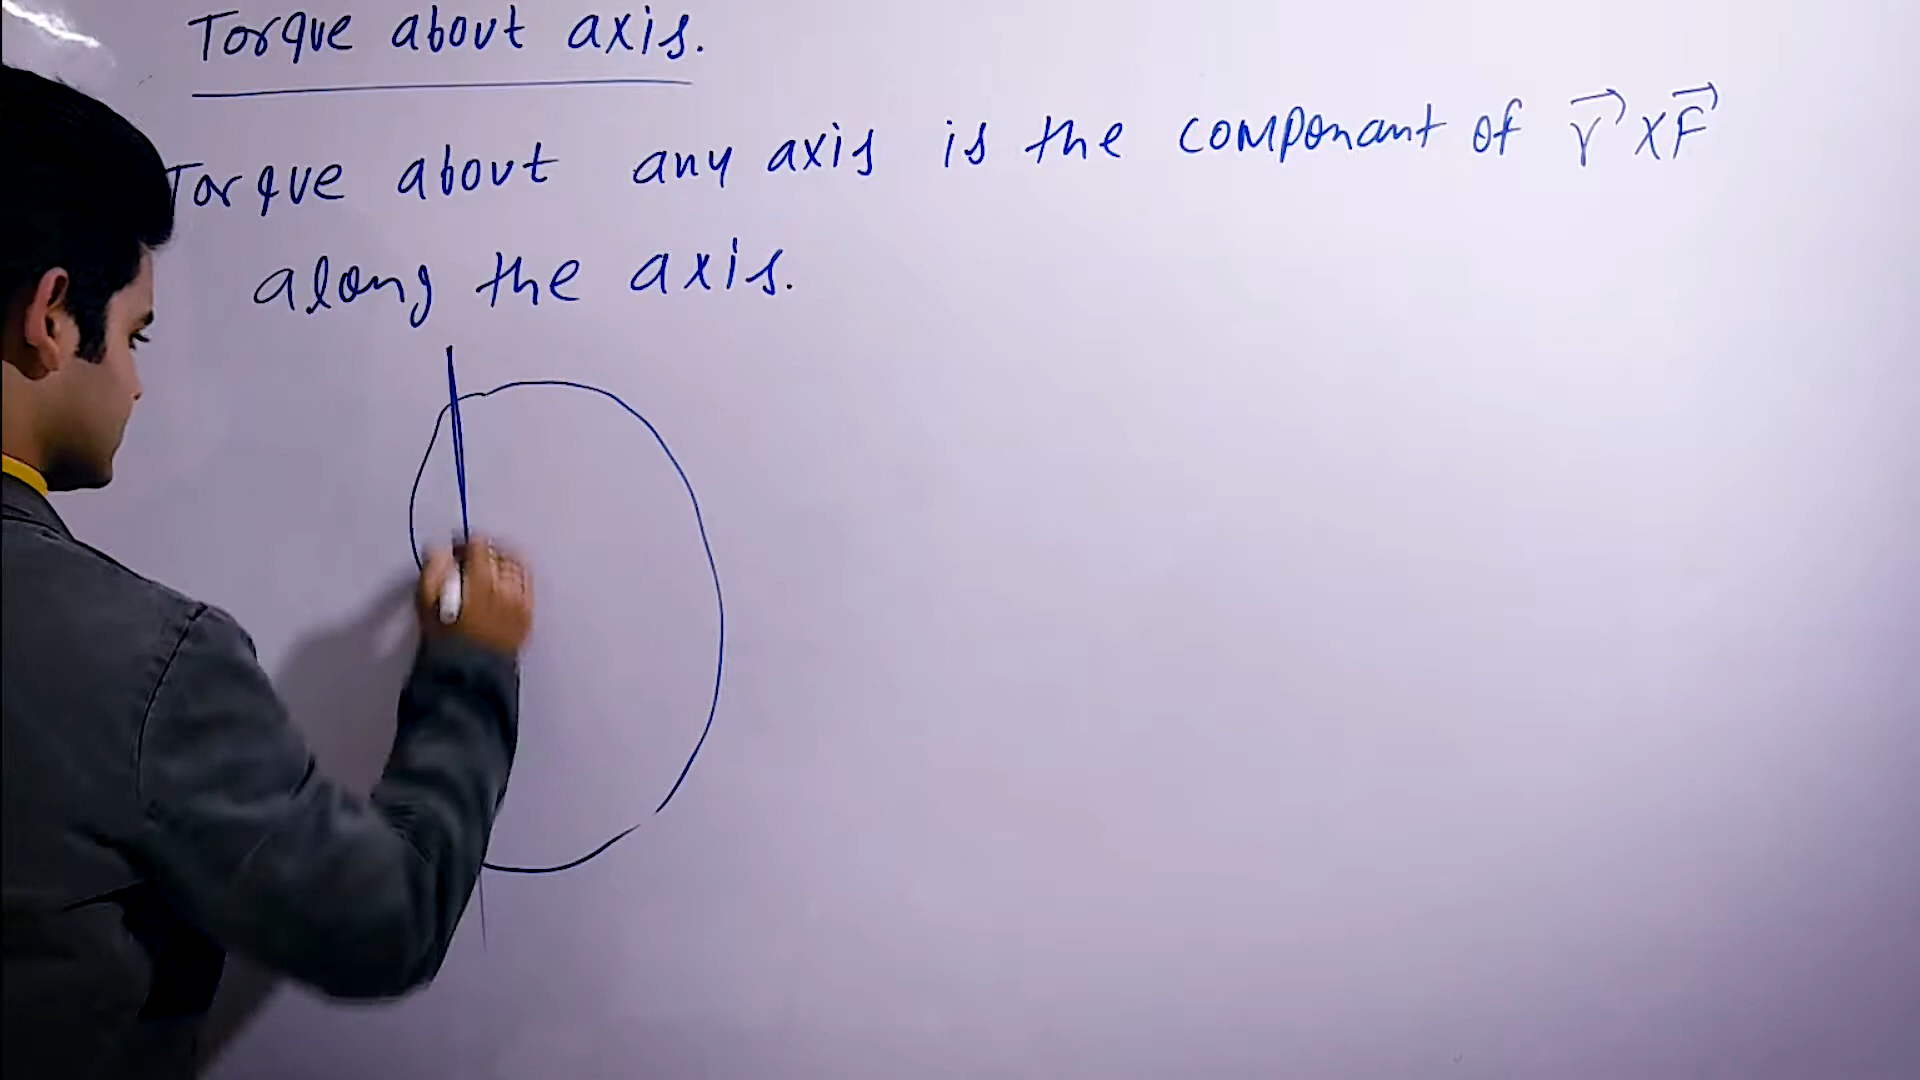 Torque about axis.
Torque about any axis is the componant of r⃗ x F⃗
along the axis.